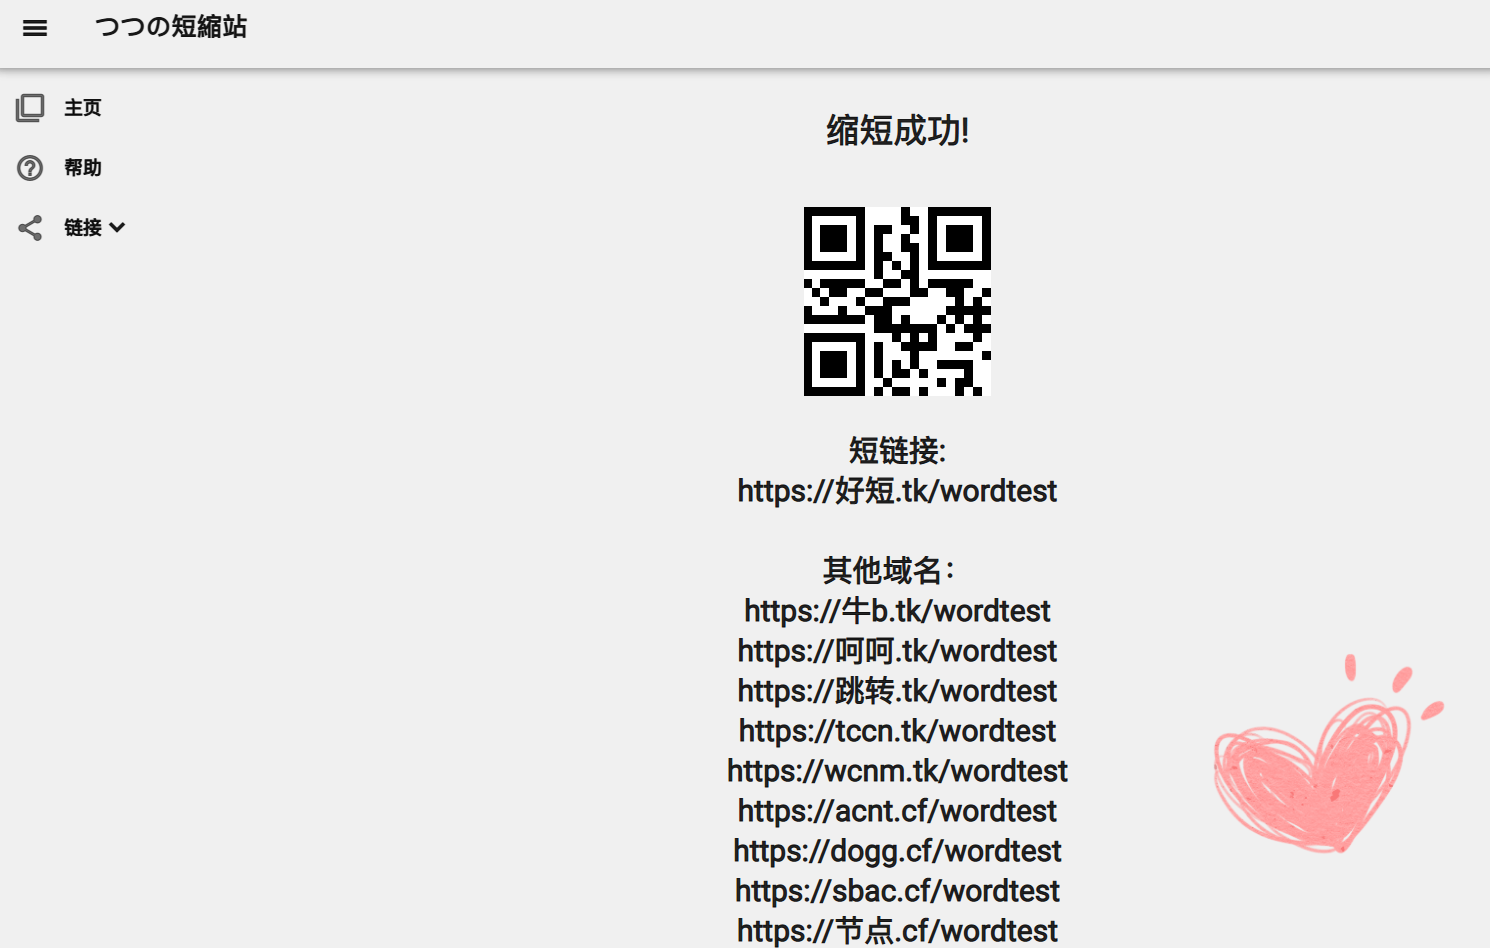 つつの短縮站
主页
帮助
链接
缩短成功!
短链接:
https://好短.tk/wordtest
其他域名：
https://牛b.tk/wordtest
https://呵呵.tk/wordtest
https://跳转.tk/wordtest
https://tccn.tk/wordtest
https://wcnm.tk/wordtest
https://acnt.cf/wordtest
https://dogg.cf/wordtest
https://sbac.cf/wordtest
https://节点.cf/wordtest